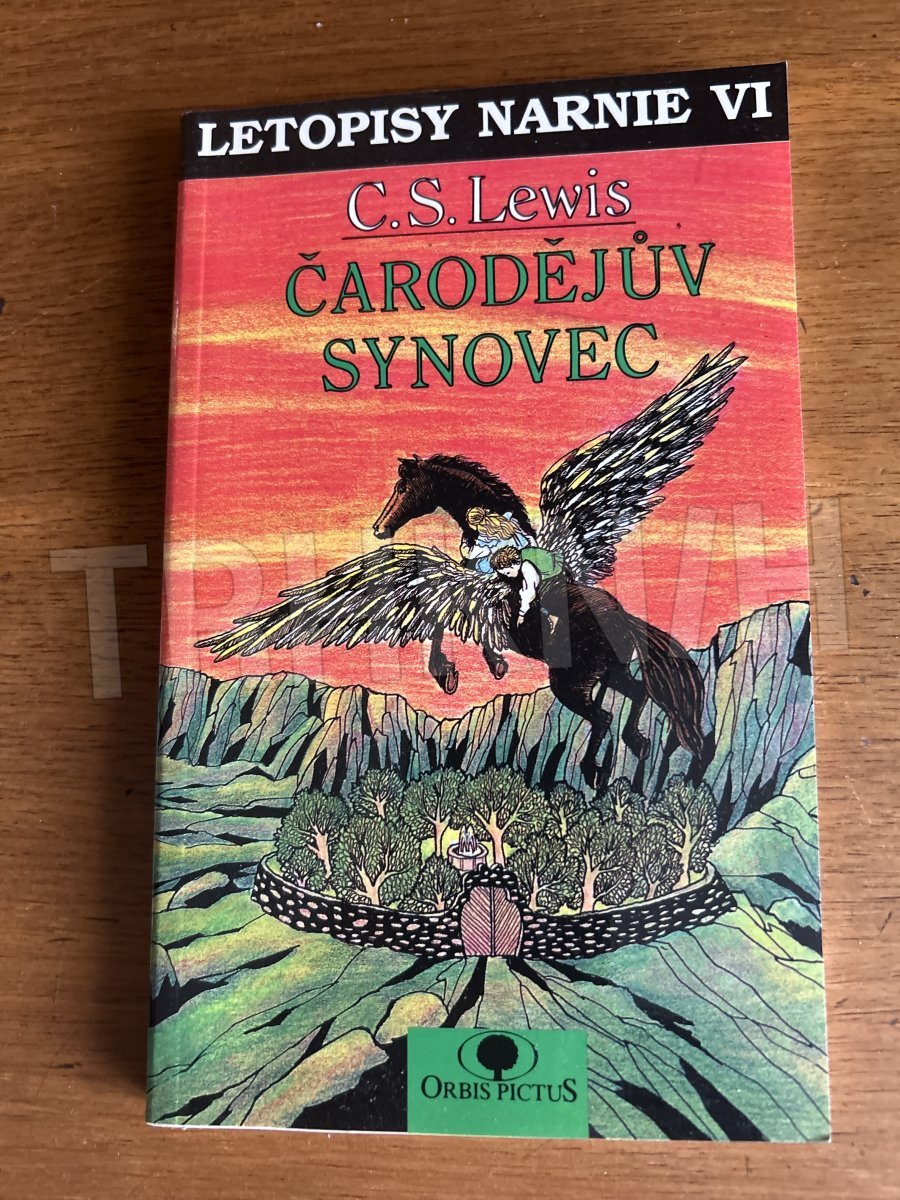 LETOPISY NARNIE VI
C.S. Lewis
ČARODĚJŮV
SYNOVEC
ORBIS PICTUS